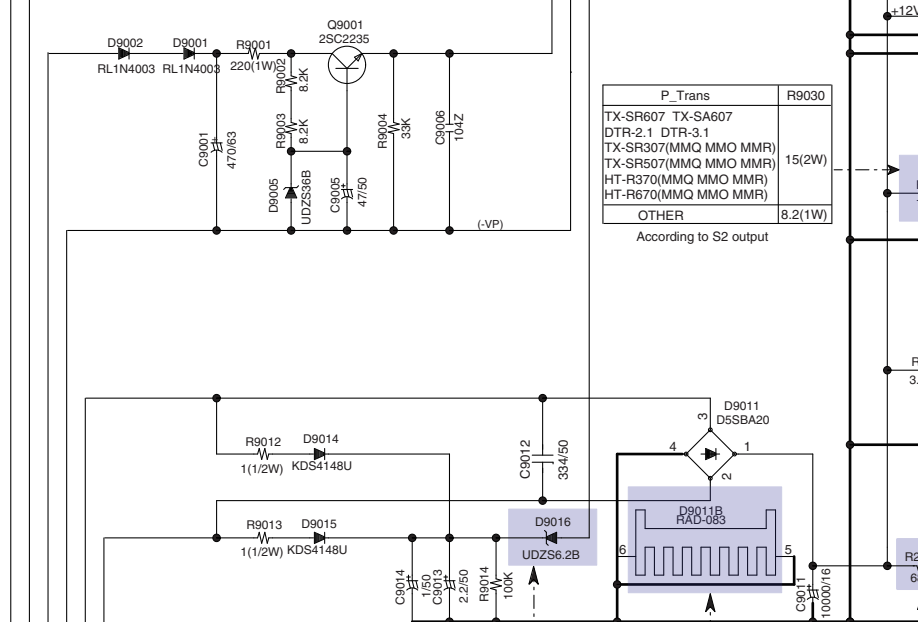 Q9001
2SC2235
+12V
D9002
D9001
R9001
RL1N4003
RL1N4003
220(1W)
R9002
8.2K
R9003
8.2K
C9001
470/63
D9005
UDZS36B
C9005
47/50
R9004
33K
C9006
104Z
(-VP)
P_Trans
R9030
TX-SR607 TX-SA607
DTR-2.1 DTR-3.1
TX-SR307(MMQ MMO MMR)
TX-SR507(MMQ MMO MMR)
HT-R370(MMQ MMO MMR)
HT-R670(MMQ MMO MMR)
15(2W)
OTHER
8.2(1W)
According to S2 output
R
3.
D9011
D5SBA20
3
4
1
2
R9012
D9014
1(1/2W)
KDS4148U
C9012
334/50
R9013
D9015
1(1/2W)
KDS4148U
D9016
UDZS6.2B
D9011B
RAD-083
6
5
C9014
1/50
C9013
2.2/50
R9014
100K
C9011
10000/16
R2
68